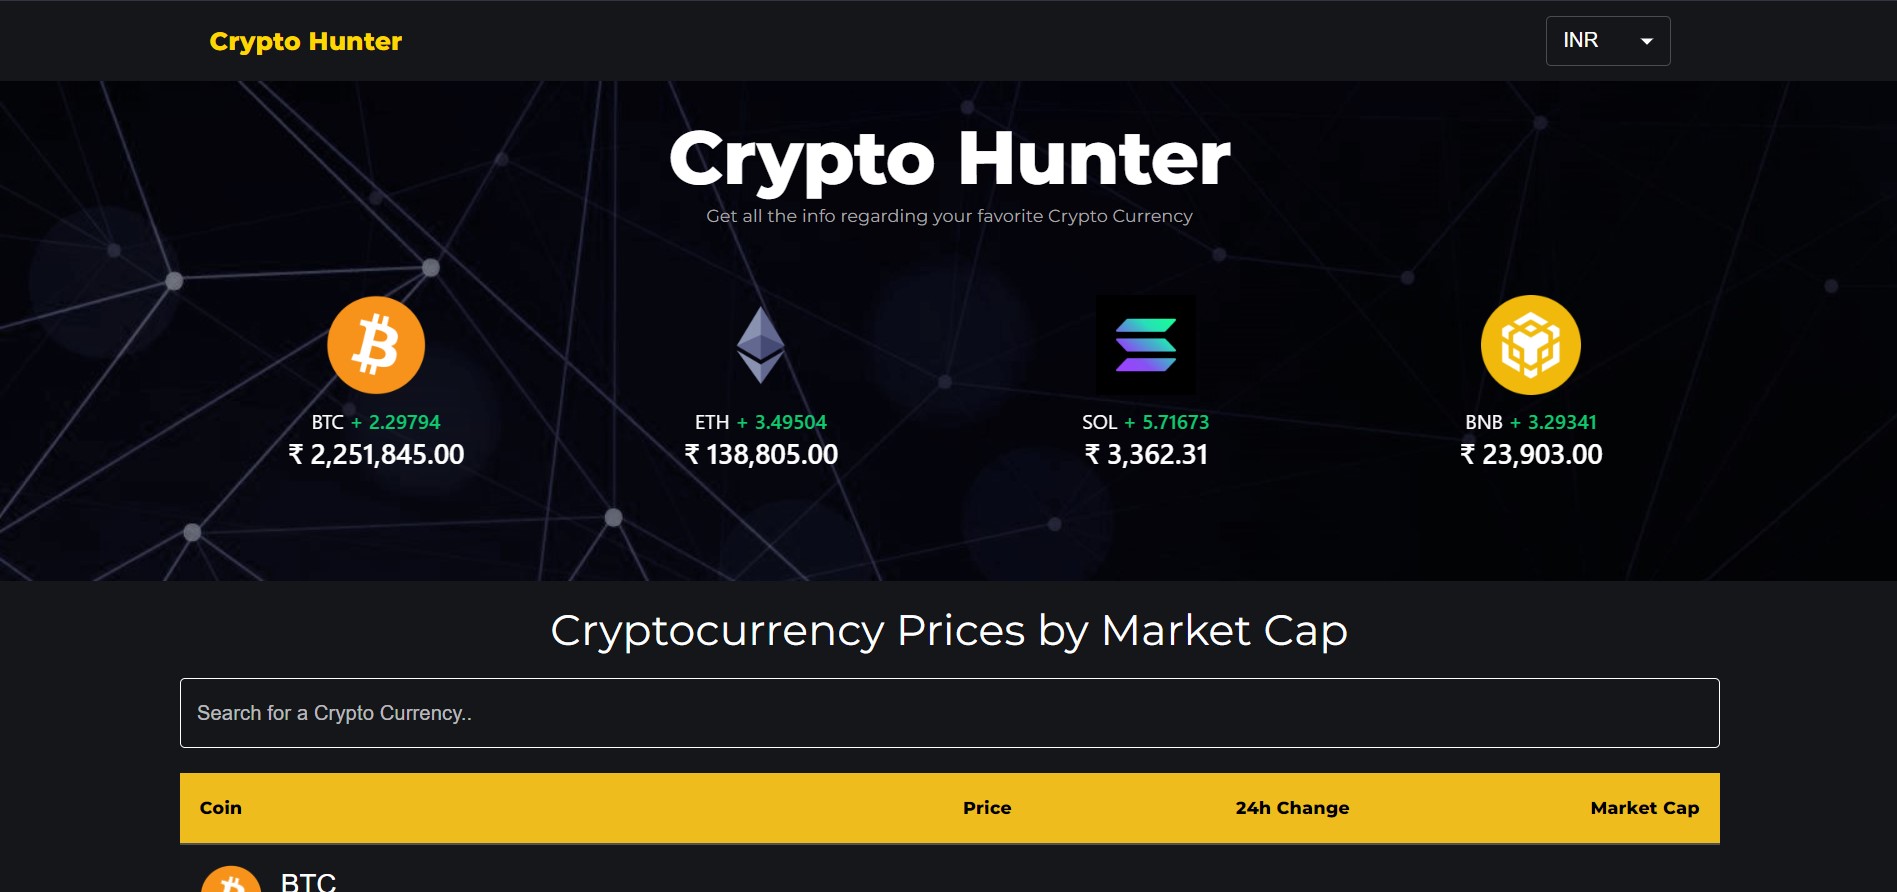 Crypto Hunter
INR
Crypto Hunter
Get all the info regarding your favorite Crypto Currency
BTC + 2.29794
₹ 2,251,845.00
ETH + 3.49504
₹ 138,805.00
SOL + 5.71673
₹ 3,362.31
BNB + 3.29341
₹ 23,903.00
Cryptocurrency Prices by Market Cap
Search for a Crypto Currency..
Coin Price 24h Change Market Cap
BTC